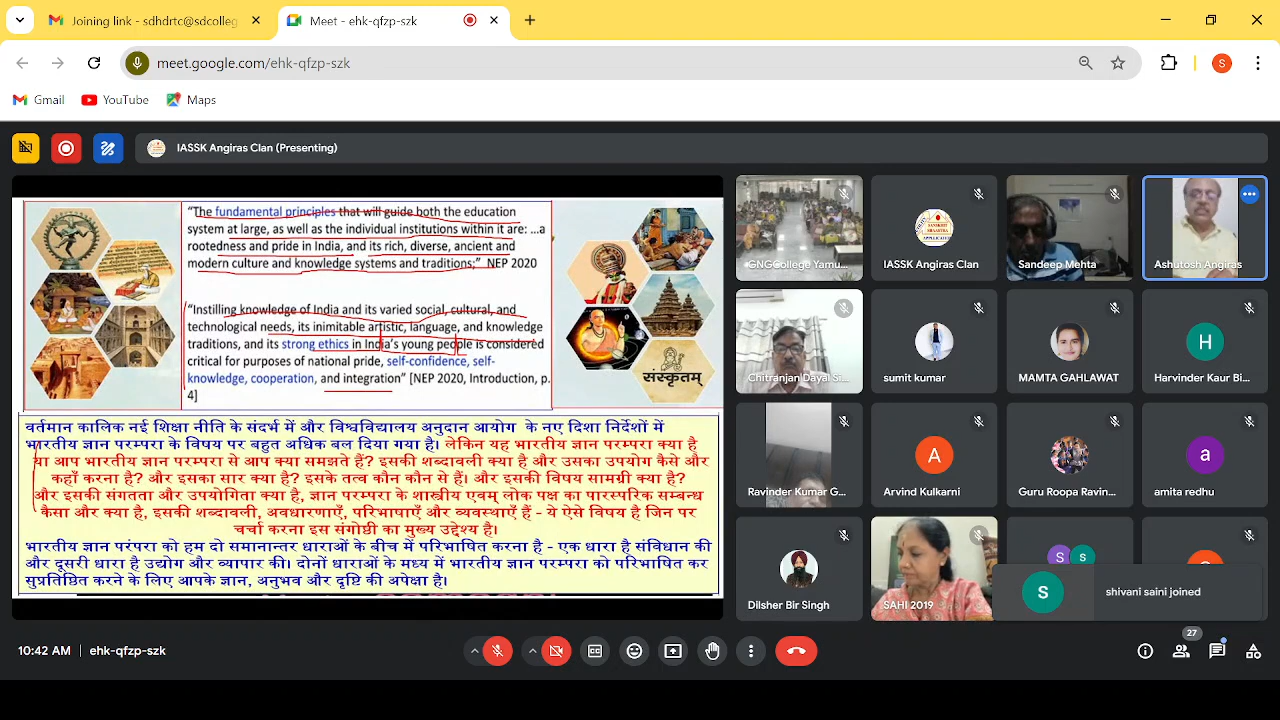 Joining link - sdhdrtc@sdcolleg
Meet - ehk-qfzp-szk
meet.google.com/ehk-qfzp-szk
S
Gmail
YouTube
Maps
IASSK Angiras Clan (Presenting)
“The fundamental principles that will guide both the education
system at large, as well as the individual institutions within it are: ...a
rootedness and pride in India, and its rich, diverse, ancient and
modern culture and knowledge systems and traditions;” NEP 2020
“Instilling knowledge of India and its varied social, cultural, and
technological needs, its inimitable artistic, language, and knowledge
traditions, and its strong ethics in India’s young people is considered
critical for purposes of national pride, self-confidence, self-
knowledge, cooperation, and integration” [NEP 2020, Introduction, p.
4]
संस्कृतम्
वर्तमान कालिक नई शिक्षा नीति के संदर्भ में और विश्वविद्यालय अनुदान आयोग के नए दिशा निर्देशों में
भारतीय ज्ञान परम्परा के विषय पर बहुत अधिक बल दिया गया है। लेकिन यह भारतीय ज्ञान परम्परा क्या है
या आप भारतीय ज्ञान परम्परा से आप क्या समझते हैं? इसकी शब्दावली क्या है और उसका उपयोग कैसे और
कहाँ करना है? और इसका सार क्या है? इसके तत्व कौन कौन से हैं। और इसकी विषय सामग्री क्या है?
और इसकी संगतता और उपयोगिता क्या है, ज्ञान परम्परा के शास्त्रीय एवम् लोक पक्ष का पारस्परिक सम्बन्ध
कैसा और क्या है, इसकी शब्दावली, अवधारणाएँ, परिभाषाएँ और व्यवस्थाएँ हैं - ये ऐसे विषय है जिन पर
चर्चा करना इस संगोष्ठी का मुख्य उद्देश्य है।
भारतीय ज्ञान परंपरा को हम दो समानान्तर धाराओं के बीच में परिभाषित करना है - एक धारा है संविधान की
और दूसरी धारा है उद्योग और व्यापार की। दोनों धाराओं के मध्य में भारतीय ज्ञान परम्परा को परिभाषित कर
सुप्रतिष्ठित करने के लिए आपके ज्ञान, अनुभव और दृष्टि की अपेक्षा है।
GNGCollege Yamu...
IASSK Angiras Clan
Sandeep Mehta
Ashutosh Angiras
Chitranjan Dayal Si...
sumit kumar
MAMTA GAHLAWAT
H
Harvinder Kaur Bi...
Ravinder Kumar G...
A
Arvind Kulkarni
Guru Roopa Ravin...
a
amita redhu
Dilsher Bir Singh
SAHI 2019
S s
S
shivani saini joined
10:42 AM
ehk-qfzp-szk
27